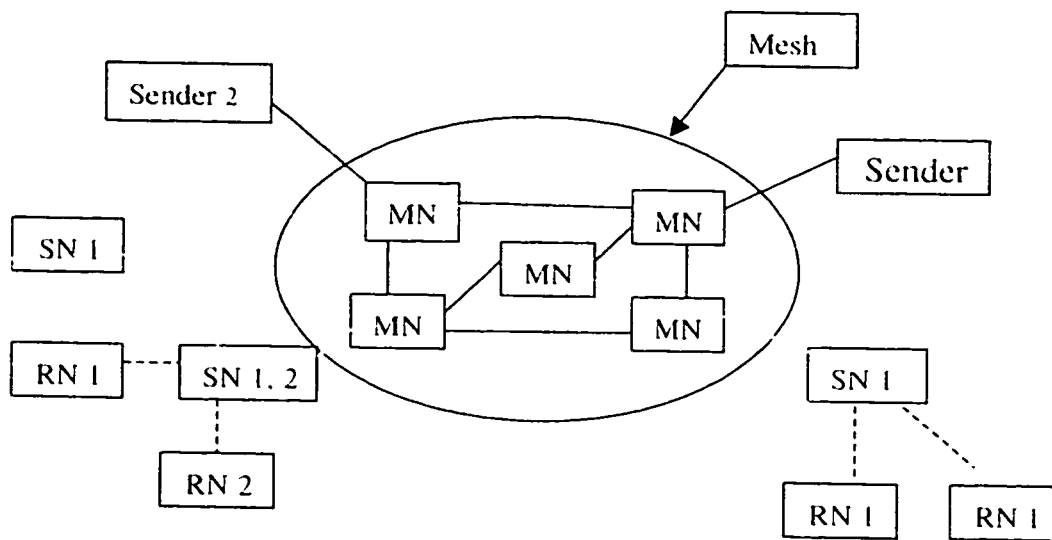 Mesh
Sender 2
Sender
MN
MN
MN
MN
MN
SN 1
RN 1
SN 1, 2
RN 2
SN 1
RN 1
RN 1